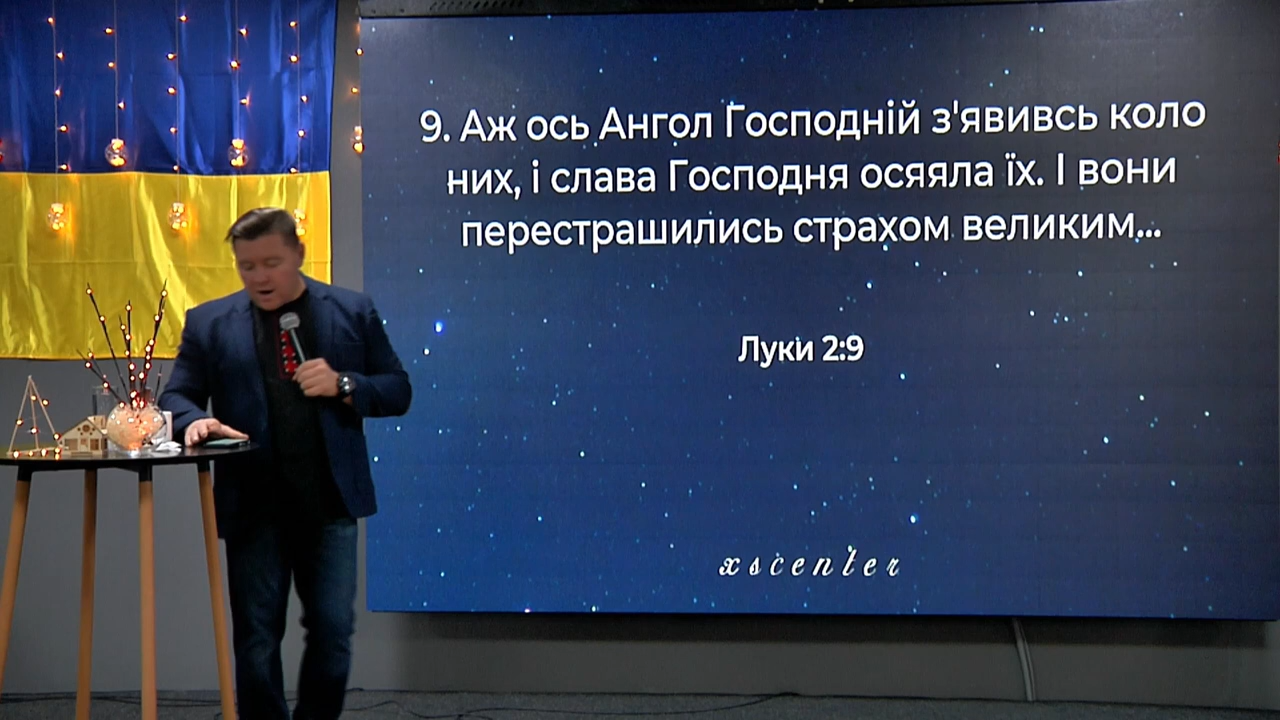 9. Аж ось Ангол Господній з'явивсь коло
них, і слава Господня осяяла їх. І вони
перестрашились страхом великим...
Луки 2:9
xscenter